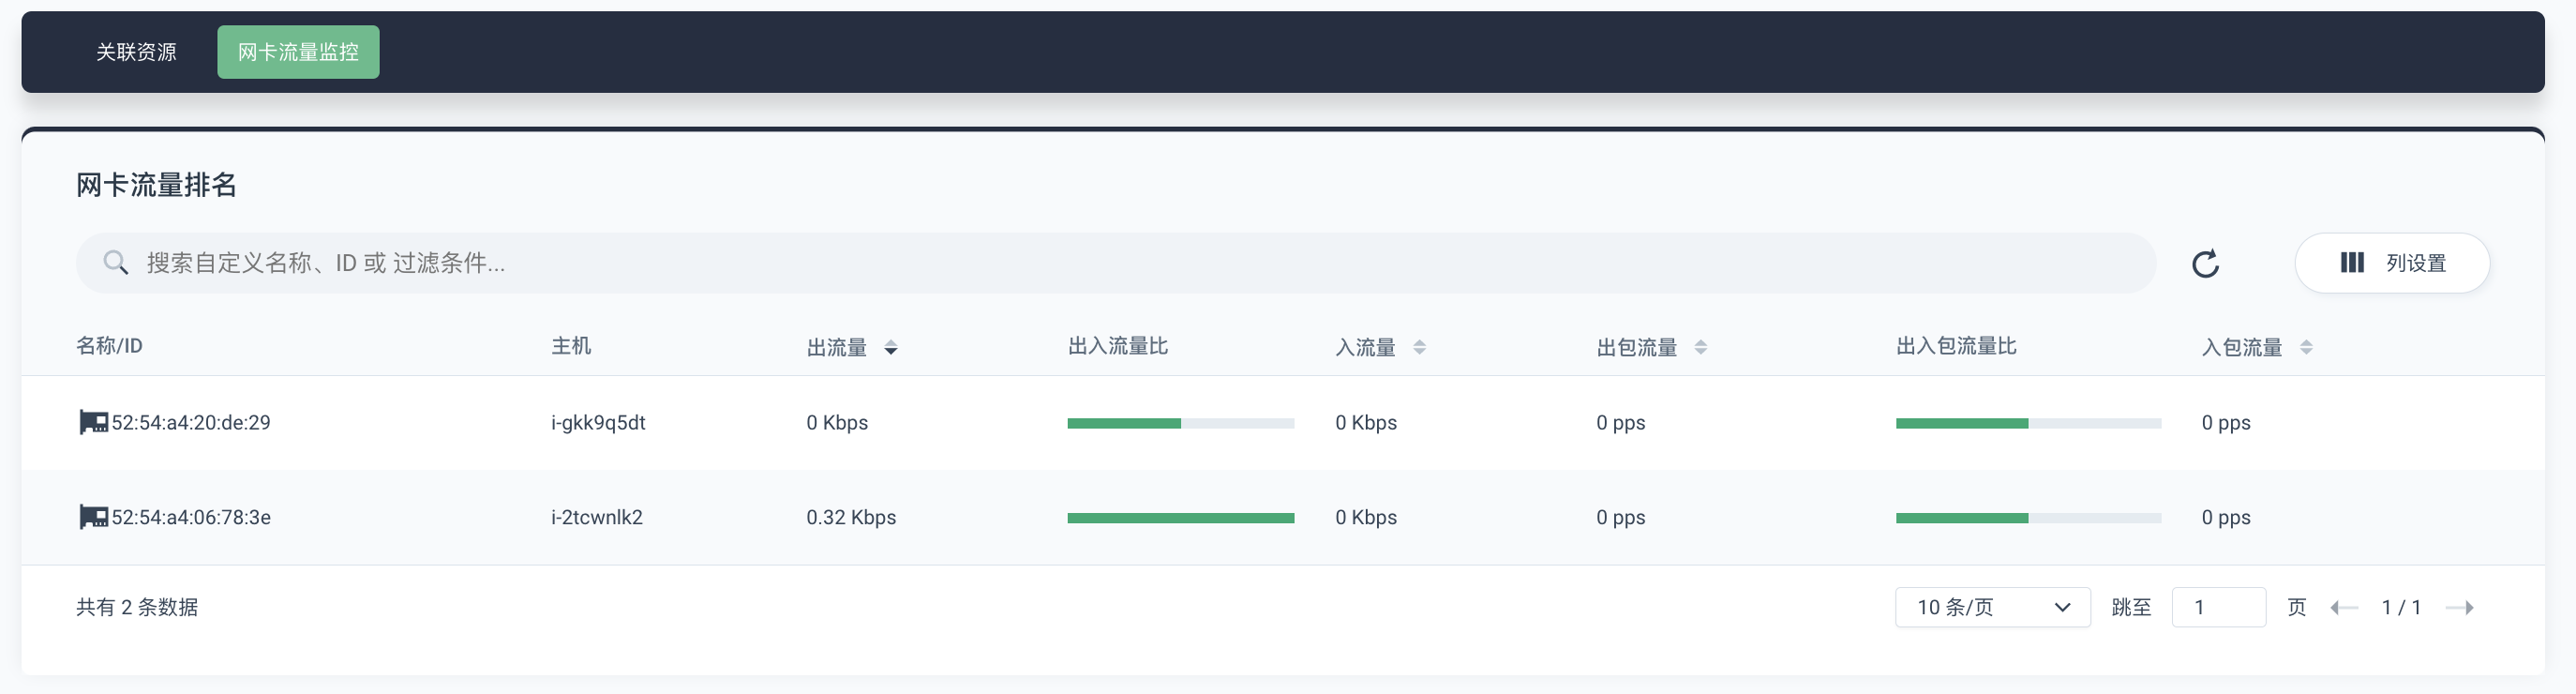 关联资源 网卡流量监控
网卡流量排名
搜索自定义名称、ID 或 过滤条件...
列设置
名称/ID 主机 出流量 出入流量比 入流量 出包流量 出入包流量比 入包流量
52:54:a4:20:de:29 i-gkk9q5dt 0 Kbps 0 Kbps 0 pps 0 pps
52:54:a4:06:78:3e i-2tcwnlk2 0.32 Kbps 0 Kbps 0 pps 0 pps
共有 2 条数据 10 条/页 跳至 1 页 1 / 1